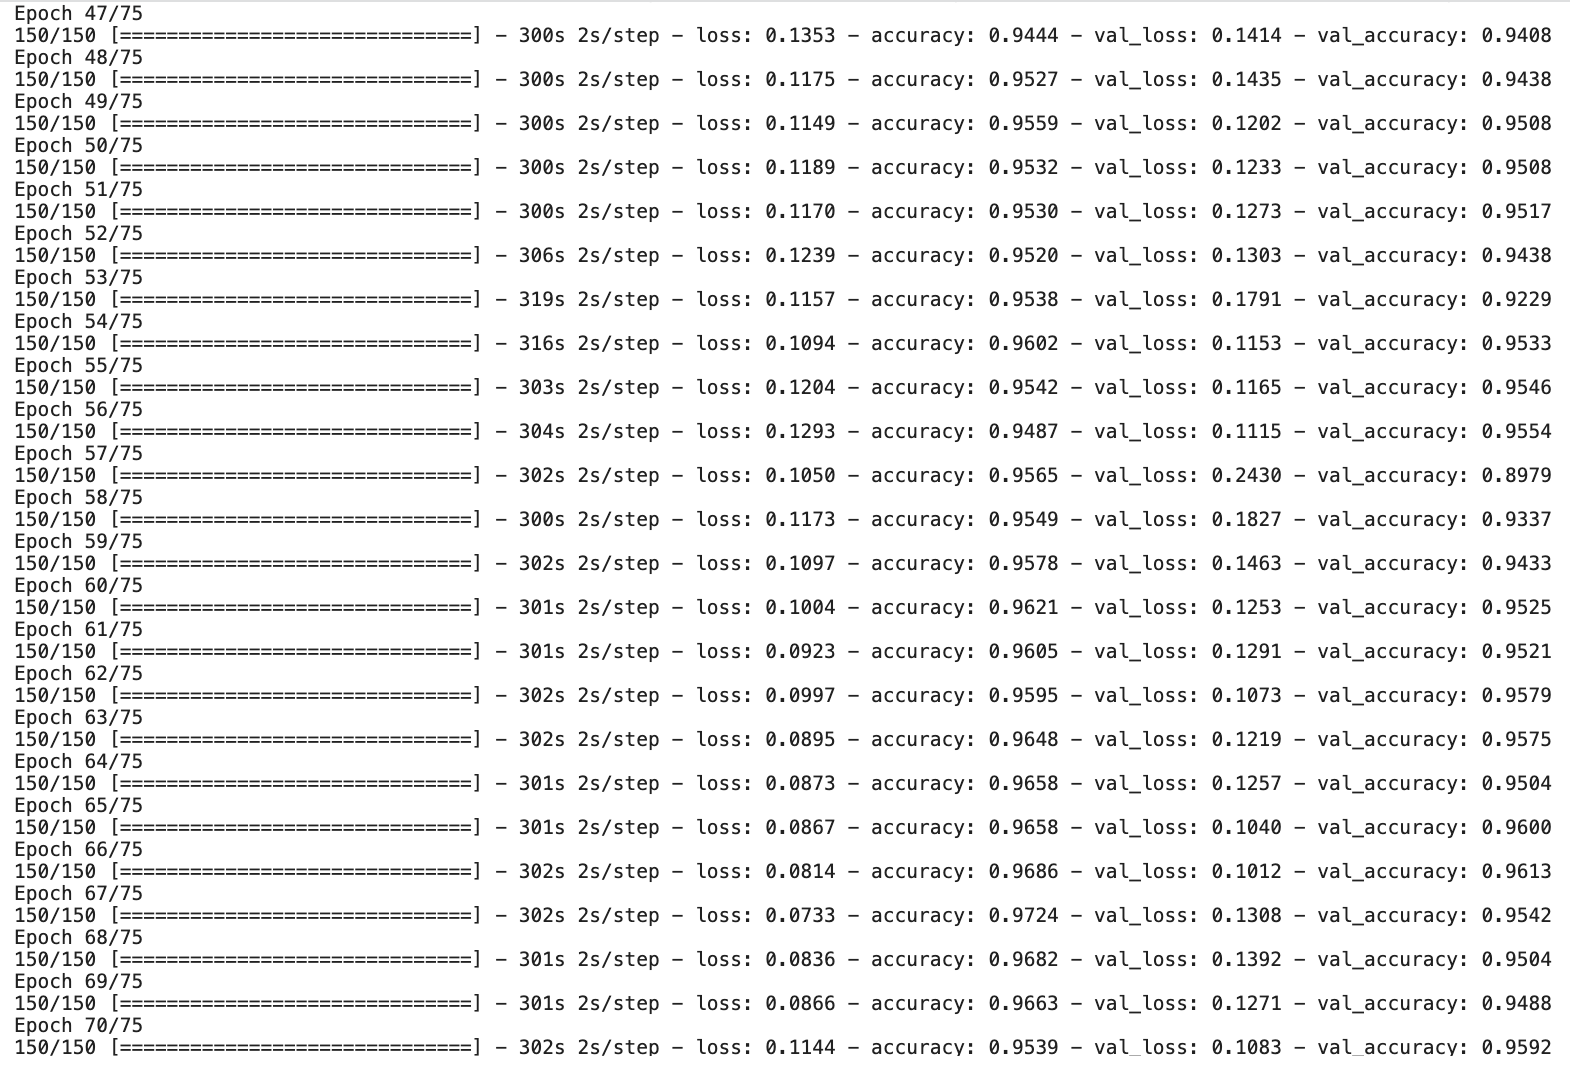 Epoch 47/75
150/150 [==============================] - 300s 2s/step - loss: 0.1353 - accuracy: 0.9444 - val_loss: 0.1414 - val_accuracy: 0.9408
Epoch 48/75
150/150 [==============================] - 300s 2s/step - loss: 0.1175 - accuracy: 0.9527 - val_loss: 0.1435 - val_accuracy: 0.9438
Epoch 49/75
150/150 [==============================] - 300s 2s/step - loss: 0.1149 - accuracy: 0.9559 - val_loss: 0.1202 - val_accuracy: 0.9508
Epoch 50/75
150/150 [==============================] - 300s 2s/step - loss: 0.1189 - accuracy: 0.9532 - val_loss: 0.1233 - val_accuracy: 0.9508
Epoch 51/75
150/150 [==============================] - 300s 2s/step - loss: 0.1170 - accuracy: 0.9530 - val_loss: 0.1273 - val_accuracy: 0.9517
Epoch 52/75
150/150 [==============================] - 306s 2s/step - loss: 0.1239 - accuracy: 0.9520 - val_loss: 0.1303 - val_accuracy: 0.9438
Epoch 53/75
150/150 [==============================] - 319s 2s/step - loss: 0.1157 - accuracy: 0.9538 - val_loss: 0.1791 - val_accuracy: 0.9229
Epoch 54/75
150/150 [==============================] - 316s 2s/step - loss: 0.1094 - accuracy: 0.9602 - val_loss: 0.1153 - val_accuracy: 0.9533
Epoch 55/75
150/150 [==============================] - 303s 2s/step - loss: 0.1204 - accuracy: 0.9542 - val_loss: 0.1165 - val_accuracy: 0.9546
Epoch 56/75
150/150 [==============================] - 304s 2s/step - loss: 0.1293 - accuracy: 0.9487 - val_loss: 0.1115 - val_accuracy: 0.9554
Epoch 57/75
150/150 [==============================] - 302s 2s/step - loss: 0.1050 - accuracy: 0.9565 - val_loss: 0.2430 - val_accuracy: 0.8979
Epoch 58/75
150/150 [==============================] - 300s 2s/step - loss: 0.1173 - accuracy: 0.9549 - val_loss: 0.1827 - val_accuracy: 0.9337
Epoch 59/75
150/150 [==============================] - 302s 2s/step - loss: 0.1097 - accuracy: 0.9578 - val_loss: 0.1463 - val_accuracy: 0.9433
Epoch 60/75
150/150 [==============================] - 301s 2s/step - loss: 0.1004 - accuracy: 0.9621 - val_loss: 0.1253 - val_accuracy: 0.9525
Epoch 61/75
150/150 [==============================] - 301s 2s/step - loss: 0.0923 - accuracy: 0.9605 - val_loss: 0.1291 - val_accuracy: 0.9521
Epoch 62/75
150/150 [==============================] - 302s 2s/step - loss: 0.0997 - accuracy: 0.9595 - val_loss: 0.1073 - val_accuracy: 0.9579
Epoch 63/75
150/150 [==============================] - 302s 2s/step - loss: 0.0895 - accuracy: 0.9648 - val_loss: 0.1219 - val_accuracy: 0.9575
Epoch 64/75
150/150 [==============================] - 301s 2s/step - loss: 0.0873 - accuracy: 0.9658 - val_loss: 0.1257 - val_accuracy: 0.9504
Epoch 65/75
150/150 [==============================] - 301s 2s/step - loss: 0.0867 - accuracy: 0.9658 - val_loss: 0.1040 - val_accuracy: 0.9600
Epoch 66/75
150/150 [==============================] - 302s 2s/step - loss: 0.0814 - accuracy: 0.9686 - val_loss: 0.1012 - val_accuracy: 0.9613
Epoch 67/75
150/150 [==============================] - 302s 2s/step - loss: 0.0733 - accuracy: 0.9724 - val_loss: 0.1308 - val_accuracy: 0.9542
Epoch 68/75
150/150 [==============================] - 301s 2s/step - loss: 0.0836 - accuracy: 0.9682 - val_loss: 0.1392 - val_accuracy: 0.9504
Epoch 69/75
150/150 [==============================] - 301s 2s/step - loss: 0.0866 - accuracy: 0.9663 - val_loss: 0.1271 - val_accuracy: 0.9488
Epoch 70/75
150/150 [==============================] - 302s 2s/step - loss: 0.1144 - accuracy: 0.9539 - val_loss: 0.1083 - val_accuracy: 0.9592